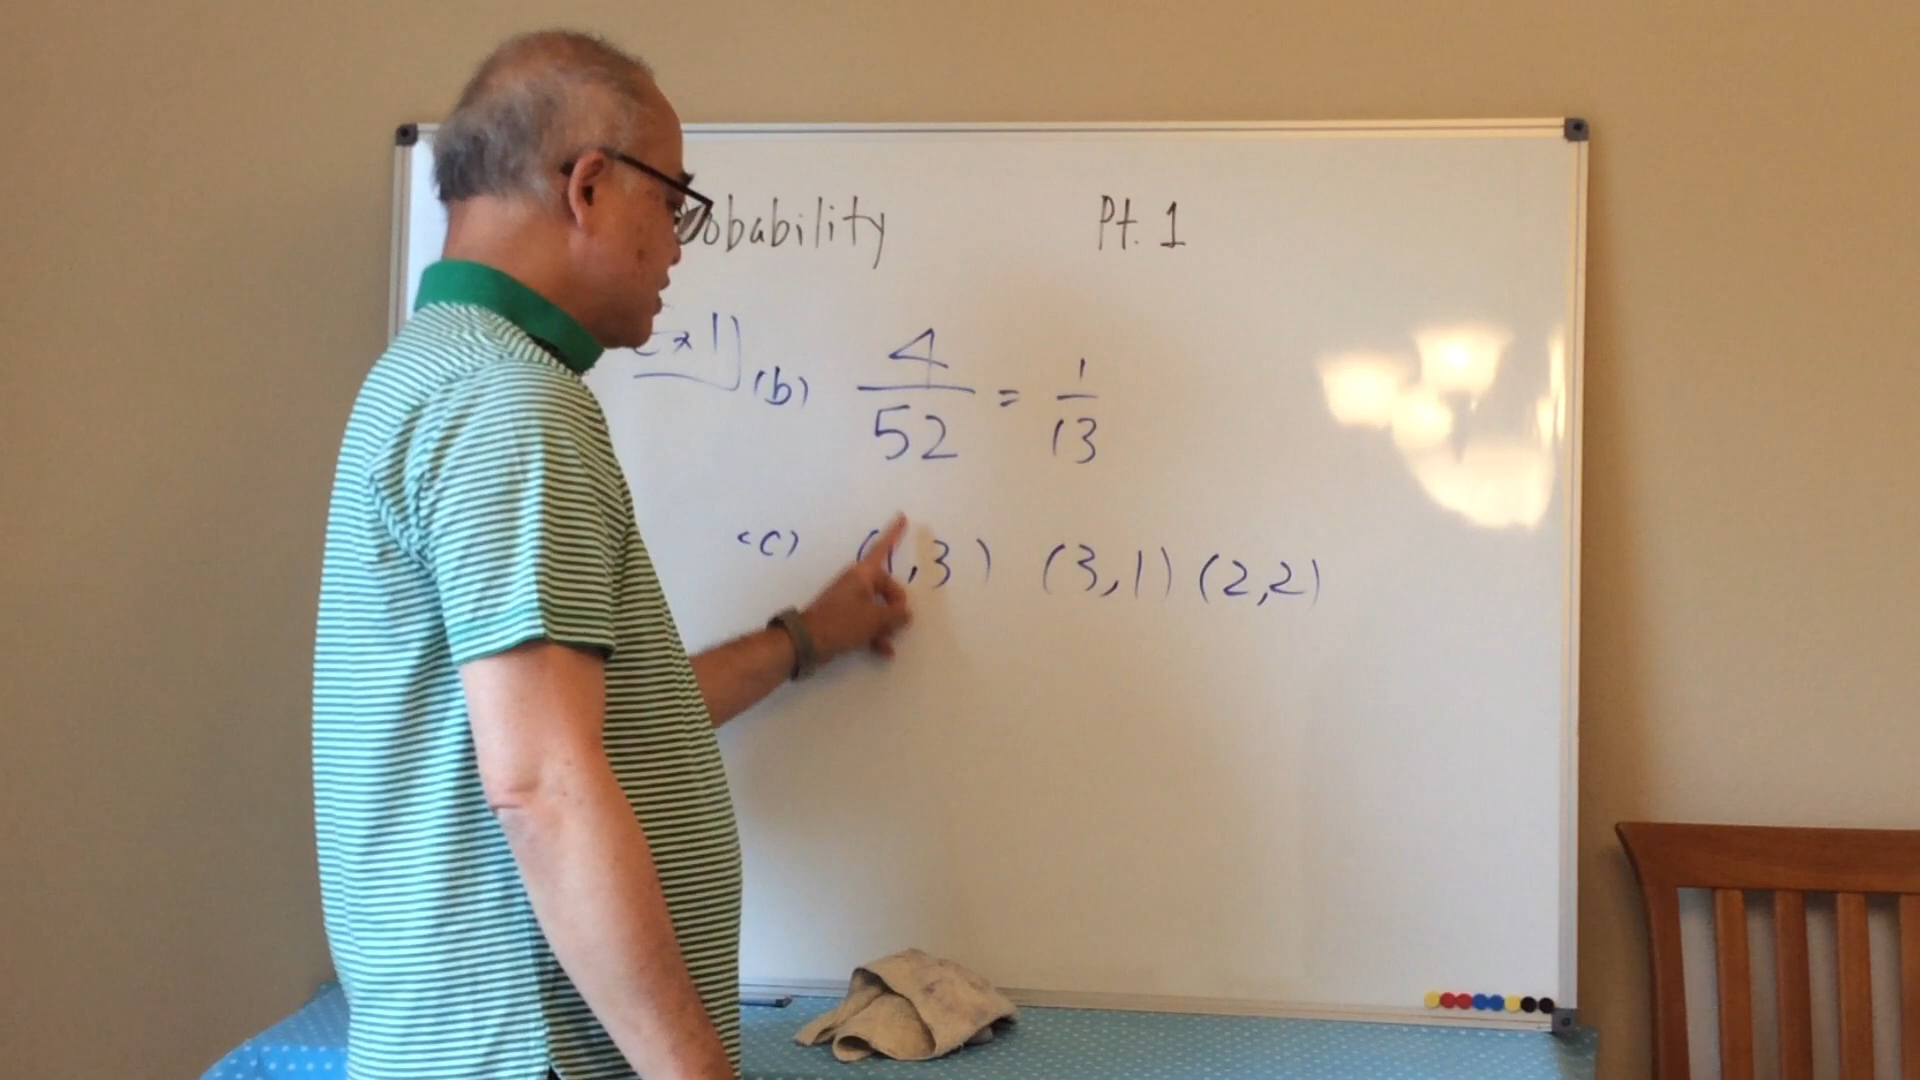 obability Pt. 1
Ex 1 (b) 4/52 = 1/13
(c) (1,3) (3,1) (2,2)